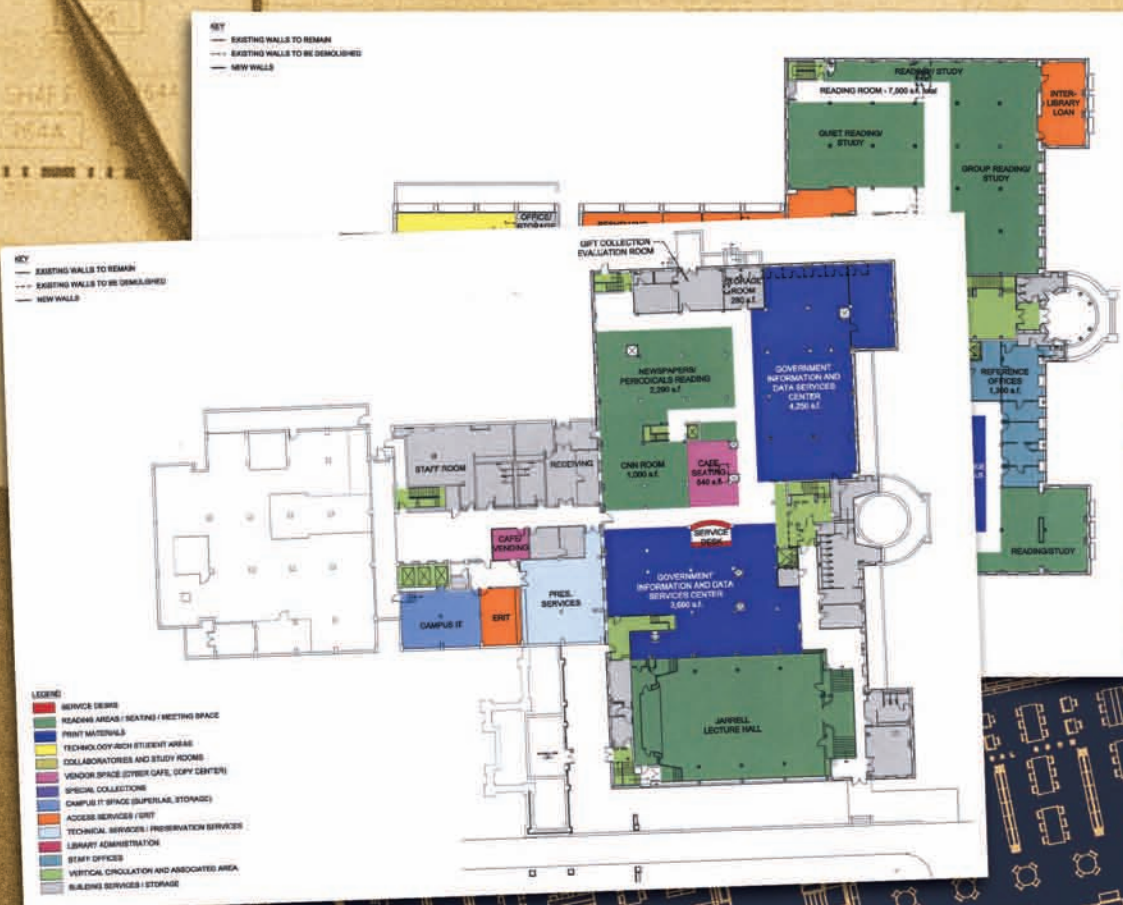 KEY
EXISTING WALLS TO REMAIN
EXISTING WALLS TO BE DEMOLISHED
NEW WALLS
READING / STUDY
READING ROOM - 7,000 s.f. total
INTER-
LIBRARY
LOAN
QUIET READING/
STUDY
GROUP READING/
STUDY
OFFICE/
STORAGE
REFERENCE
OFFICES
READING/STUDY
KEY
EXISTING WALLS TO REMAIN
EXISTING WALLS TO BE DEMOLISHED
NEW WALLS
GIFT COLLECTION
EVALUATION ROOM
STORAGE
ROOM
280 s.f.
NEWSPAPERS/
PERIODICALS READING
GOVERNMENT
INFORMATION AND
DATA SERVICES
CENTER
4,250 s.f.
STAFF ROOM
RECEIVING
CNN ROOM
1,000 s.f.
CAFE
SEATING
640 s.f.
CAFE/
VENDING
SERVICE
DESK
GOVERNMENT
INFORMATION AND DATA
SERVICES CENTER
PRES.
SERVICES
CAMPUS IT
ERIT
JARRELL
LECTURE HALL
LEGEND
SERVICE DESKS
READING AREAS / SEATING / MEETING SPACE
PRINT MATERIALS
TECHNOLOGY-RICH STUDENT AREAS
COLLABORATORIES AND STUDY ROOMS
VENDOR SPACE (CYBER CAFE, COPY CENTER)
SPECIAL COLLECTIONS
CAMPUS IT SPACE (SUPERLAB, STORAGE)
ACCESS SERVICES / ERIT
TECHNICAL SERVICES / PRESERVATION SERVICES
LIBRARY ADMINISTRATION
STAFF OFFICES
VERTICAL CIRCULATION AND ASSOCIATED AREA
BUILDING SERVICES / STORAGE